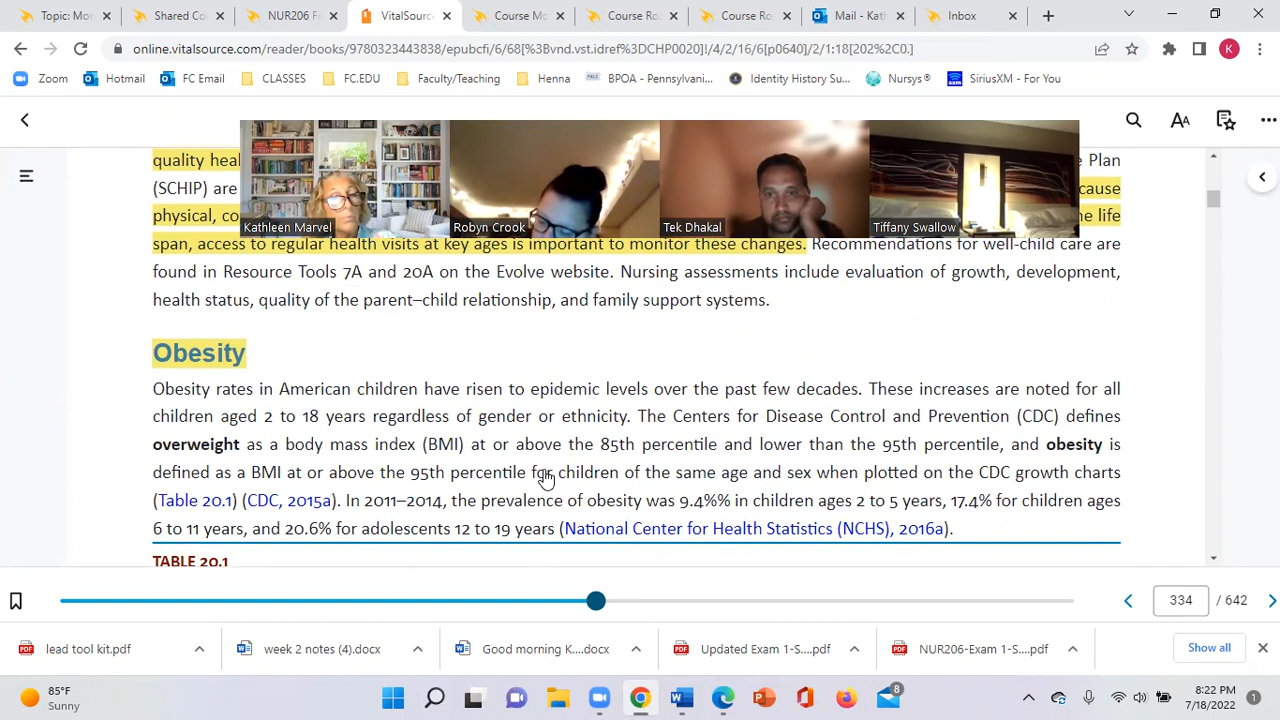 Topic: Mor
Shared Co
NUR206 F
VitalSource
Course Mo
Course Ro
Course Ro
Mail - Kath
Inbox
online.vitalsource.com/reader/books/9780323443838/epubcfi/6/68[%3Bvnd.vst.idref%3DCHP0020]!/4/2/16/6[p0640]/2/1:18[202%2C0.]
K
Zoom
Hotmail
FC Email
CLASSES
FC.EDU
Faculty/Teaching
Henna
BPOA - Pennsylvani...
Identity History Su...
Nursys®
SiriusXM - For You
AA
quality heal
e Plan
(SCHIP) are
cause
physical, co
he life
Kathleen Marvel
Robyn Crook
Tek Dhakal
Tiffany Swallow
span, access to regular health visits at key ages is important to monitor these changes. Recommendations for well-child care are
found in Resource Tools 7A and 20A on the Evolve website. Nursing assessments include evaluation of growth, development,
health status, quality of the parent–child relationship, and family support systems.
Obesity
Obesity rates in American children have risen to epidemic levels over the past few decades. These increases are noted for all
children aged 2 to 18 years regardless of gender or ethnicity. The Centers for Disease Control and Prevention (CDC) defines
overweight as a body mass index (BMI) at or above the 85th percentile and lower than the 95th percentile, and obesity is
defined as a BMI at or above the 95th percentile for children of the same age and sex when plotted on the CDC growth charts
(Table 20.1) (CDC, 2015a). In 2011–2014, the prevalence of obesity was 9.4%% in children ages 2 to 5 years, 17.4% for children ages
6 to 11 years, and 20.6% for adolescents 12 to 19 years (National Center for Health Statistics (NCHS), 2016a).
TABLE 20.1
334 / 642
lead tool kit.pdf
week 2 notes (4).docx
Good morning K....docx
Updated Exam 1-S....pdf
NUR206-Exam 1-S....pdf
Show all
85°F
Sunny
8
8:22 PM
7/18/2022
1